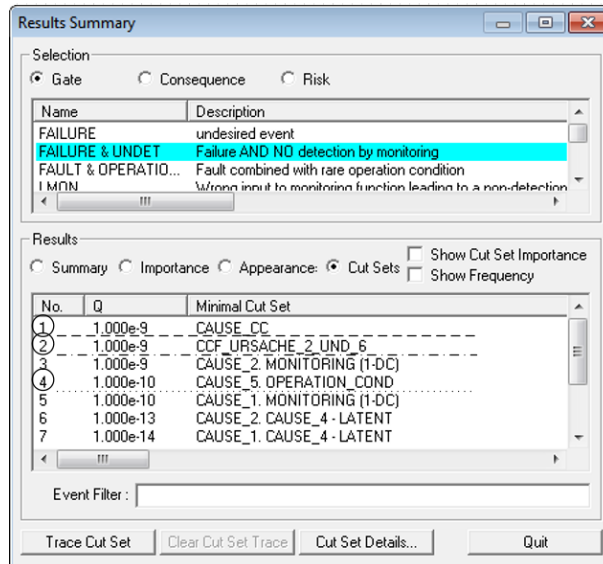 Results Summary
Selection
Gate Consequence Risk
Name Description
FAILURE undesired event
FAILURE & UNDET Failure AND NO detection by monitoring
FAULT & OPERATIO... Fault combined with rare operation condition
LMON Wrong input to monitoring function leading to a non-detection
Results
Show Cut Set Importance
Summary Importance Appearance: Cut Sets
Show Frequency
No. Q Minimal Cut Set
1 1.000e-9 CAUSE_CC
2 1.000e-9 CCF_URSACHE_2_UND_6
3 1.000e-9 CAUSE_2. MONITORING (1-DC)
4 1.000e-10 CAUSE_5. OPERATION_COND
5 1.000e-10 CAUSE_1. MONITORING (1-DC)
6 1.000e-13 CAUSE_2. CAUSE_4 - LATENT
7 1.000e-14 CAUSE_1. CAUSE_4 - LATENT
Event Filter :
Trace Cut Set Clear Cut Set Trace Cut Set Details... Quit